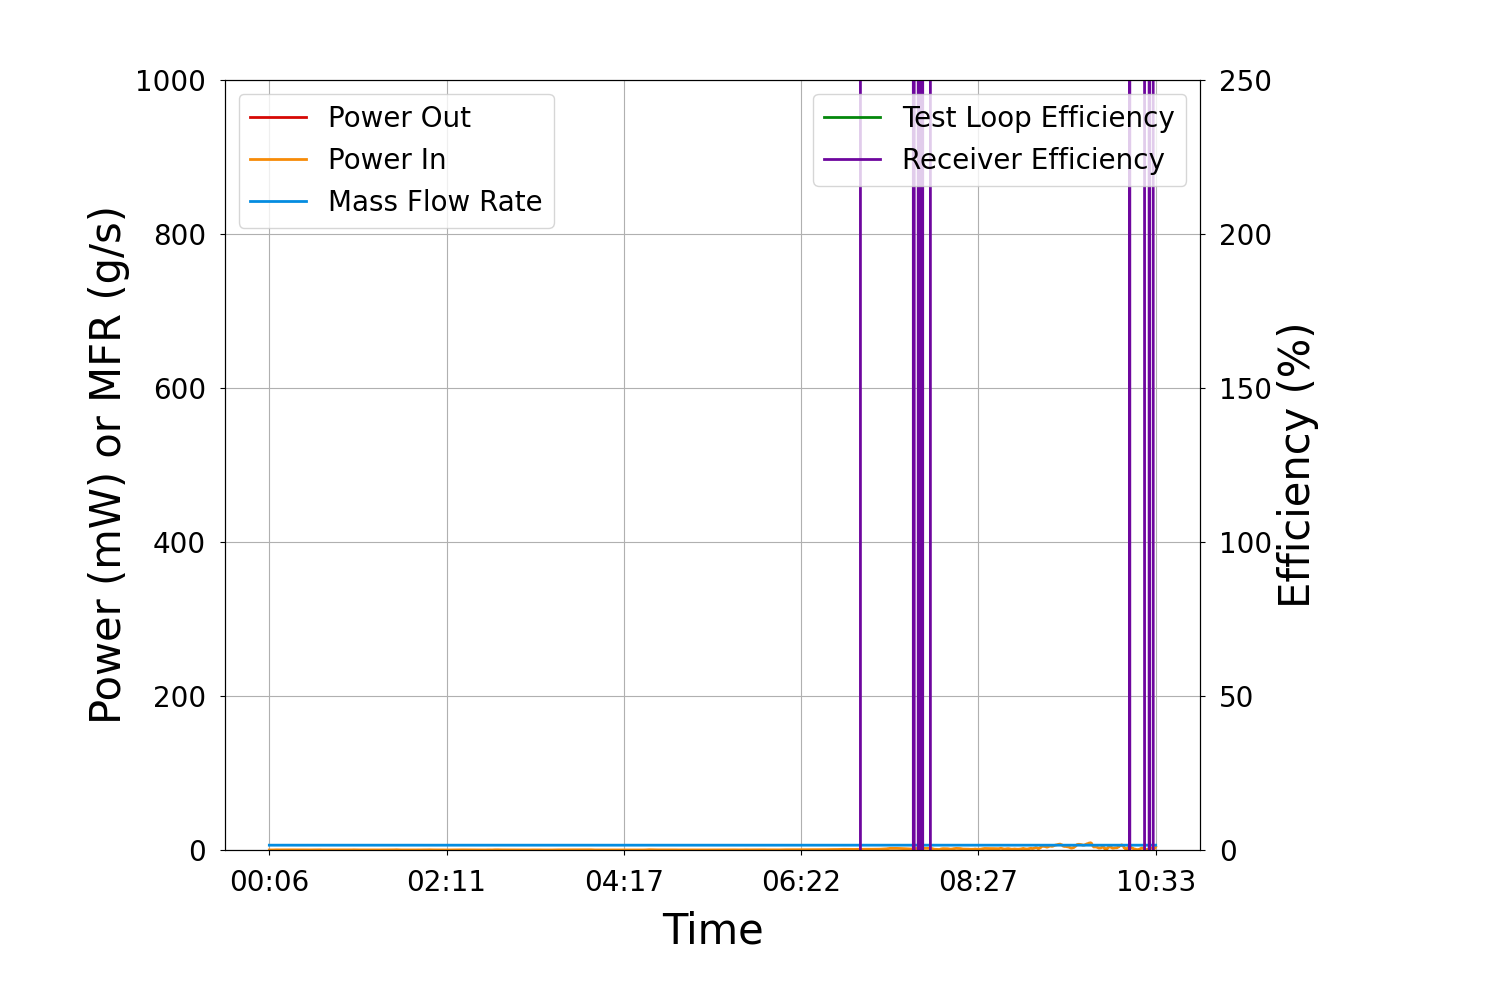 1000
800
600
400
200
0
Power (mW) or MFR (g/s)
Power Out
Power In
Mass Flow Rate
Test Loop Efficiency
Receiver Efficiency
250
200
150
100
50
0
Efficiency (%)
00:06 02:11 04:17 06:22 08:27 10:33
Time